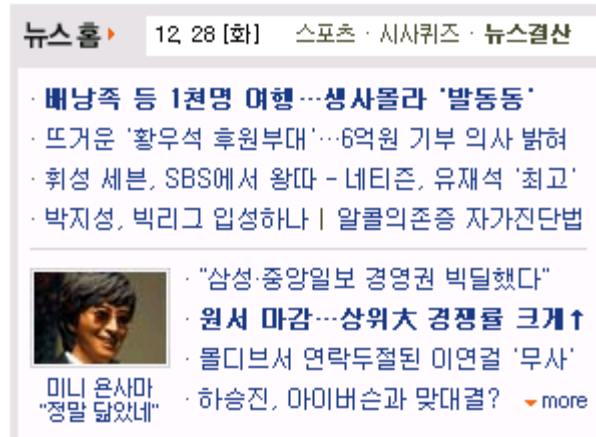 뉴스 홈 12. 28 [화] 스포츠 · 시사퀴즈 · 뉴스결산
· 배낭족 등 1천명 여행…생사몰라 '발동동'
· 뜨거운 '황우석 후원부대'…6억원 기부 의사 밝혀
· 휘성 세븐, SBS에서 왕따 - 네티즌, 유재석 '최고'
· 박지성, 빅리그 입성하나 | 알콜의존증 자가진단법
· "삼성·중앙일보 경영권 빅딜했다"
· 원서 마감…상위大 경쟁률 크게↑
· 몰디브서 연락두절된 이연걸 '무사'
· 하승진, 아이버슨과 맞대결? more
미니 욘사마
"정말 닮았네"